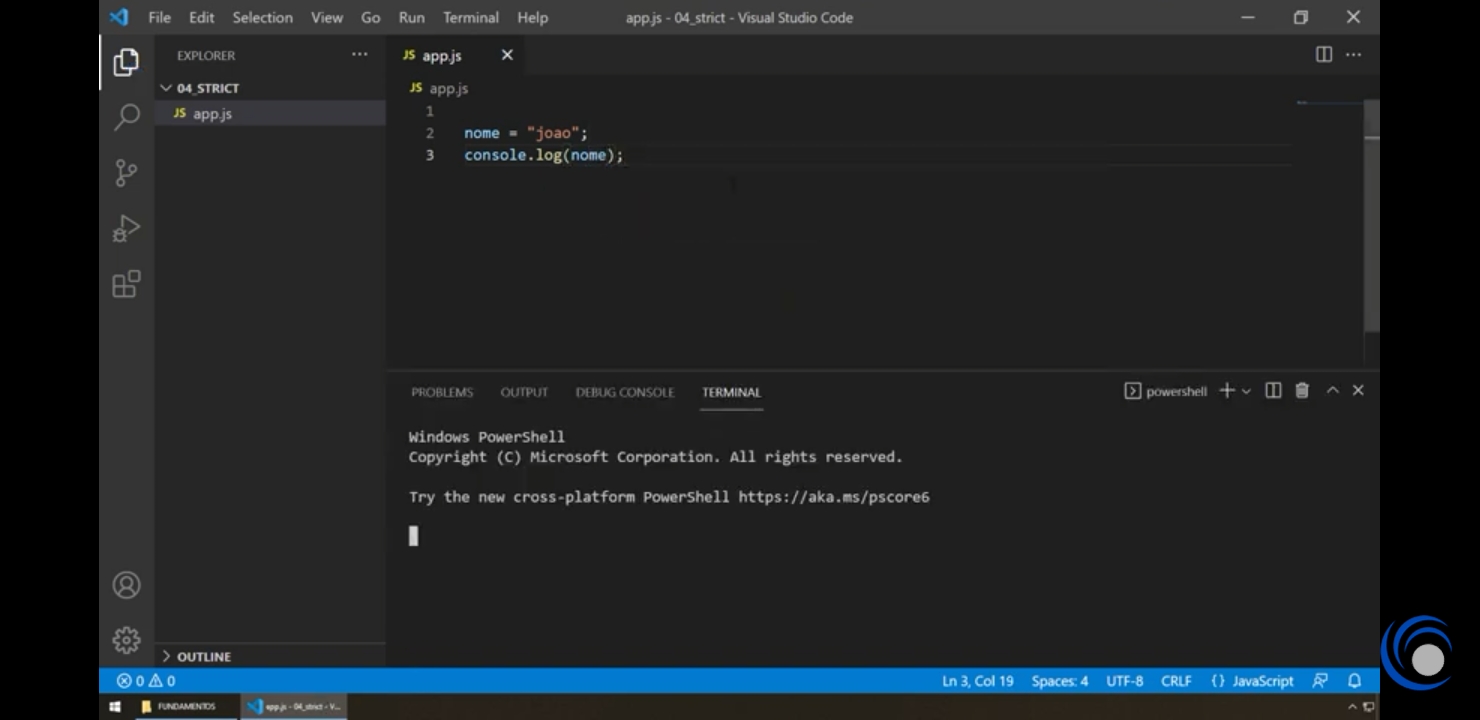 File Edit Selection View Go Run Terminal Help app.js - 04_strict - Visual Studio Code
EXPLORER
JS app.js
04_STRICT
JS app.js
JS app.js
1
2 nome = "joao";
3 console.log(nome);
PROBLEMS OUTPUT DEBUG CONSOLE TERMINAL powershell
Windows PowerShell
Copyright (C) Microsoft Corporation. All rights reserved.
Try the new cross-platform PowerShell https://aka.ms/pscore6
OUTLINE
0 0 Ln 3, Col 19 Spaces: 4 UTF-8 CRLF {} JavaScript
FUNDAMENTOS app.js - 04_strict - V...